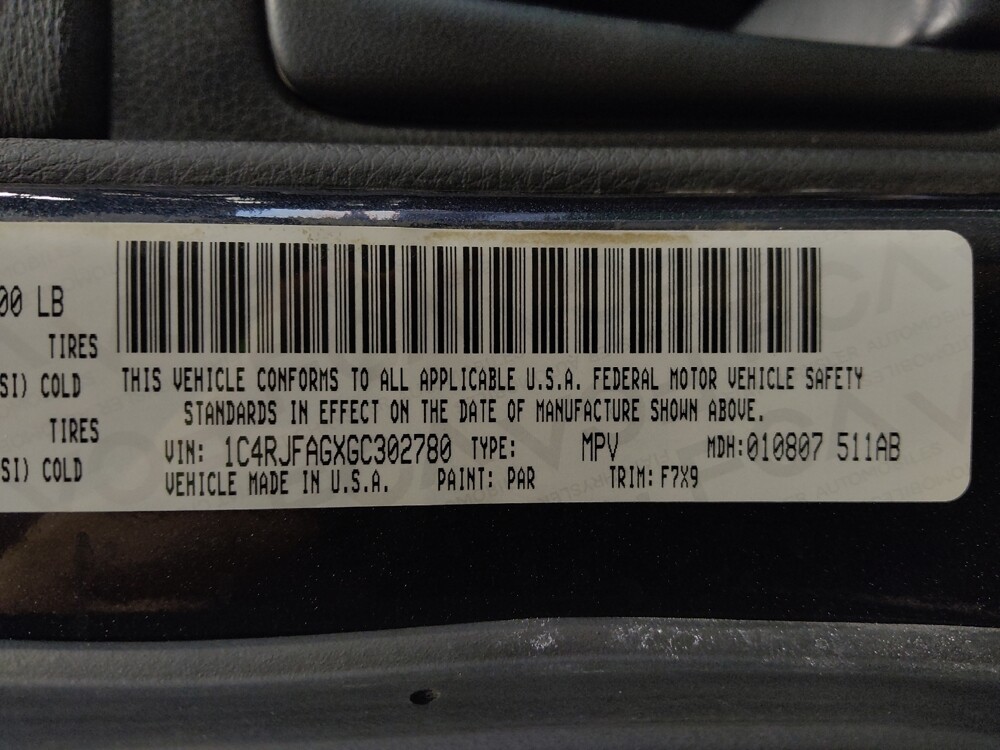 00 LB
TIRES
SI) COLD
TIRES
SI) COLD
THIS VEHICLE CONFORMS TO ALL APPLICABLE U.S.A. FEDERAL MOTOR VEHICLE SAFETY
STANDARDS IN EFFECT ON THE DATE OF MANUFACTURE SHOWN ABOVE.
VIN: 1C4RJFAGXGC302780 TYPE: MPV MDH:010807 511AB
VEHICLE MADE IN U.S.A. PAINT: PAR TRIM: F7X9